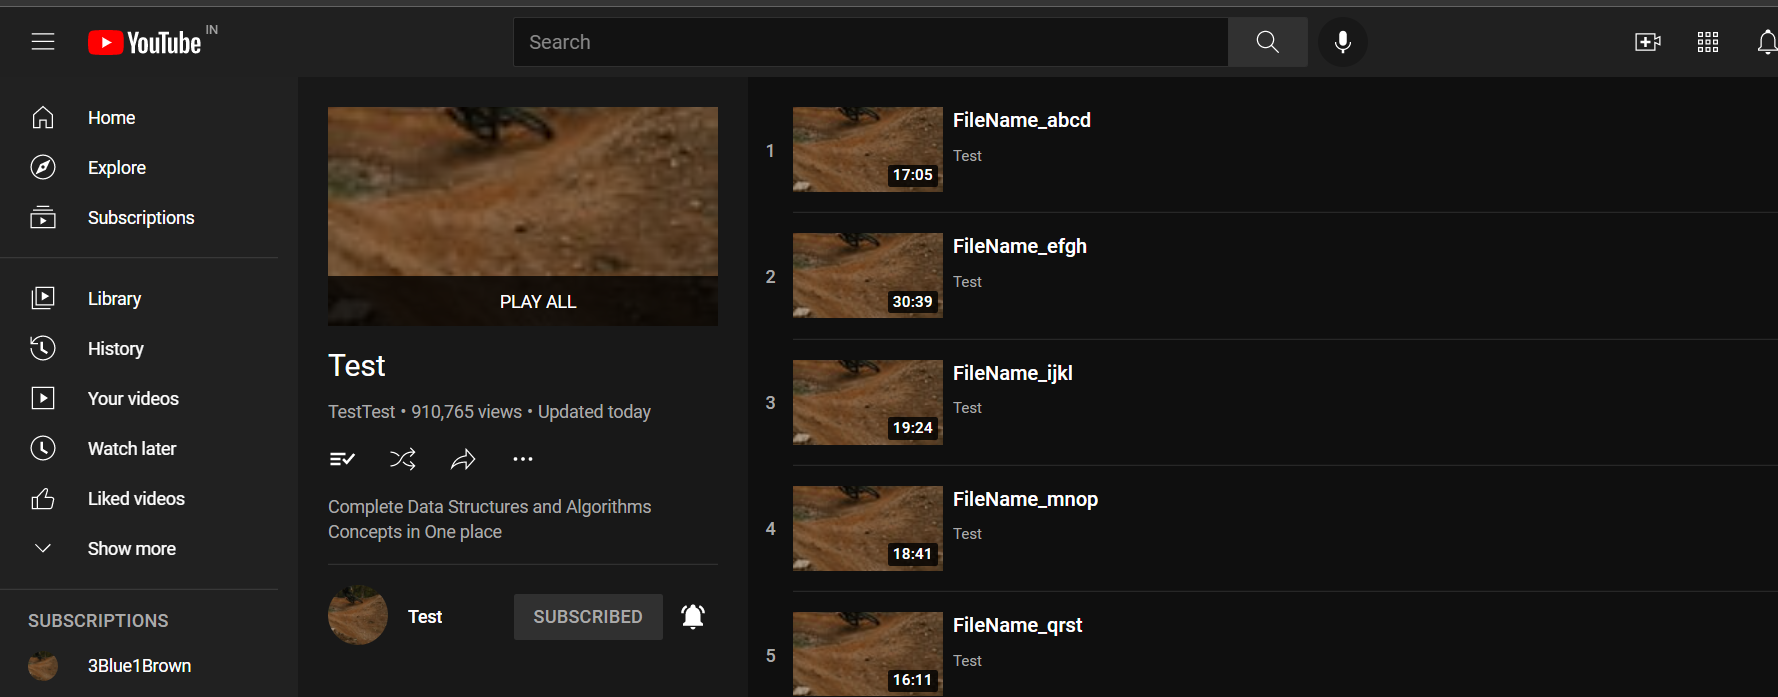 YouTube IN
Search
Home
Explore
Subscriptions
Library
History
Your videos
Watch later
Liked videos
Show more
SUBSCRIPTIONS
3Blue1Brown
PLAY ALL
Test
TestTest • 910,765 views • Updated today
Complete Data Structures and Algorithms
Concepts in One place
Test
SUBSCRIBED
1
FileName_abcd
Test
17:05
2
FileName_efgh
Test
30:39
3
FileName_ijkl
Test
19:24
4
FileName_mnop
Test
18:41
5
FileName_qrst
Test
16:11